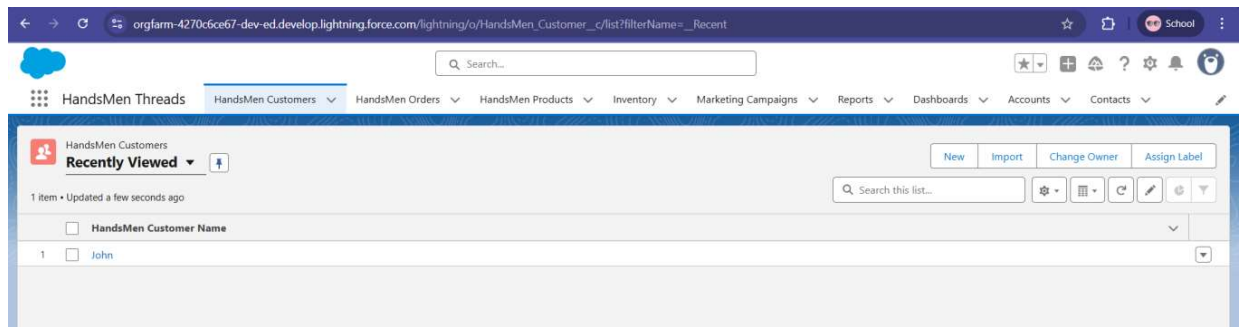 orgfarm-4270c6ce67-dev-ed.develop.lightning.force.com/lightning/o/HandsMen_Customer__c/list?filterName=__Recent
School
Search...
HandsMen Threads HandsMen Customers HandsMen Orders HandsMen Products Inventory Marketing Campaigns Reports Dashboards Accounts Contacts
HandsMen Customers
Recently Viewed
New Import Change Owner Assign Label
1 item • Updated a few seconds ago
Search this list...
HandsMen Customer Name
1 John